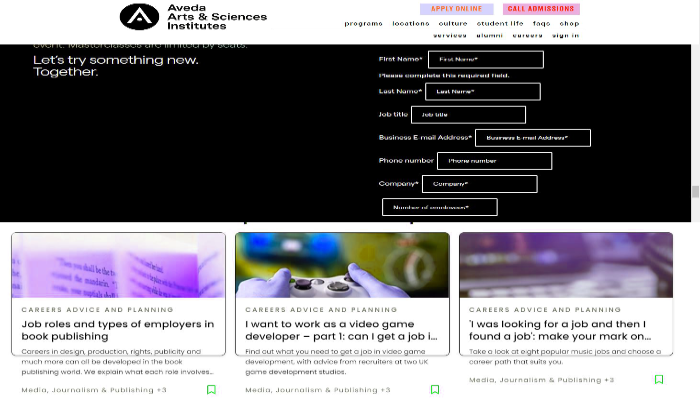 Aveda
Arts & Sciences
Institutes
APPLY ONLINE
CALL ADMISSIONS
programs locations culture student life faqs shop
services alumni careers sign in
event. Masterclasses are limited by seats.
Let's try something new.
Together.
First Name* First Name*
Please complete this required field.
Last Name* Last Name*
Job title Job title
Business E-mail Address* Business E-mail Address*
Phone number Phone number
Company* Company*
Number of employees*
CAREERS ADVICE AND PLANNING
Job roles and types of employers in
book publishing
Careers in design, production, rights, publicity and
much more can all be developed in the book
publishing world. We explain what each role involves...
Media, Journalism & Publishing +3
CAREERS ADVICE AND PLANNING
I want to work as a video game
developer – part 1: can I get a job i...
Find out what you need to get a job in video game
development, with advice from recruiters at two UK
game development studios.
Media, Journalism & Publishing +3
CAREERS ADVICE AND PLANNING
'I was looking for a job and then I
found a job': make your mark on...
Take a look at eight popular music jobs and choose a
career path that suits you.
Media, Journalism & Publishing +3